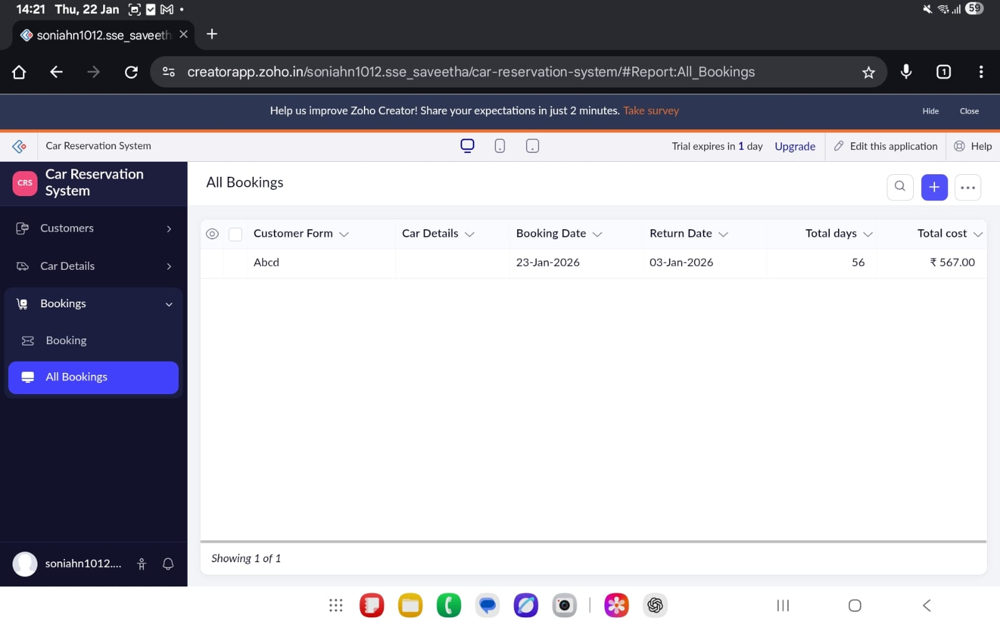 14:21 Thu, 22 Jan
59
soniahn1012.sse_saveeth
creatorapp.zoho.in/soniahn1012.sse_saveetha/car-reservation-system/#Report:All_Bookings
1
Help us improve Zoho Creator! Share your expectations in just 2 minutes. Take survey
Hide
Close
Car Reservation System
Trial expires in 1 day
Upgrade
Edit this application
Help
CRS
Car Reservation
System
Customers
Car Details
Bookings
Booking
All Bookings
soniahn1012....
All Bookings
Customer Form
Car Details
Booking Date
Return Date
Total days
Total cost
Abcd
23-Jan-2026
03-Jan-2026
56
₹ 567.00
Showing 1 of 1